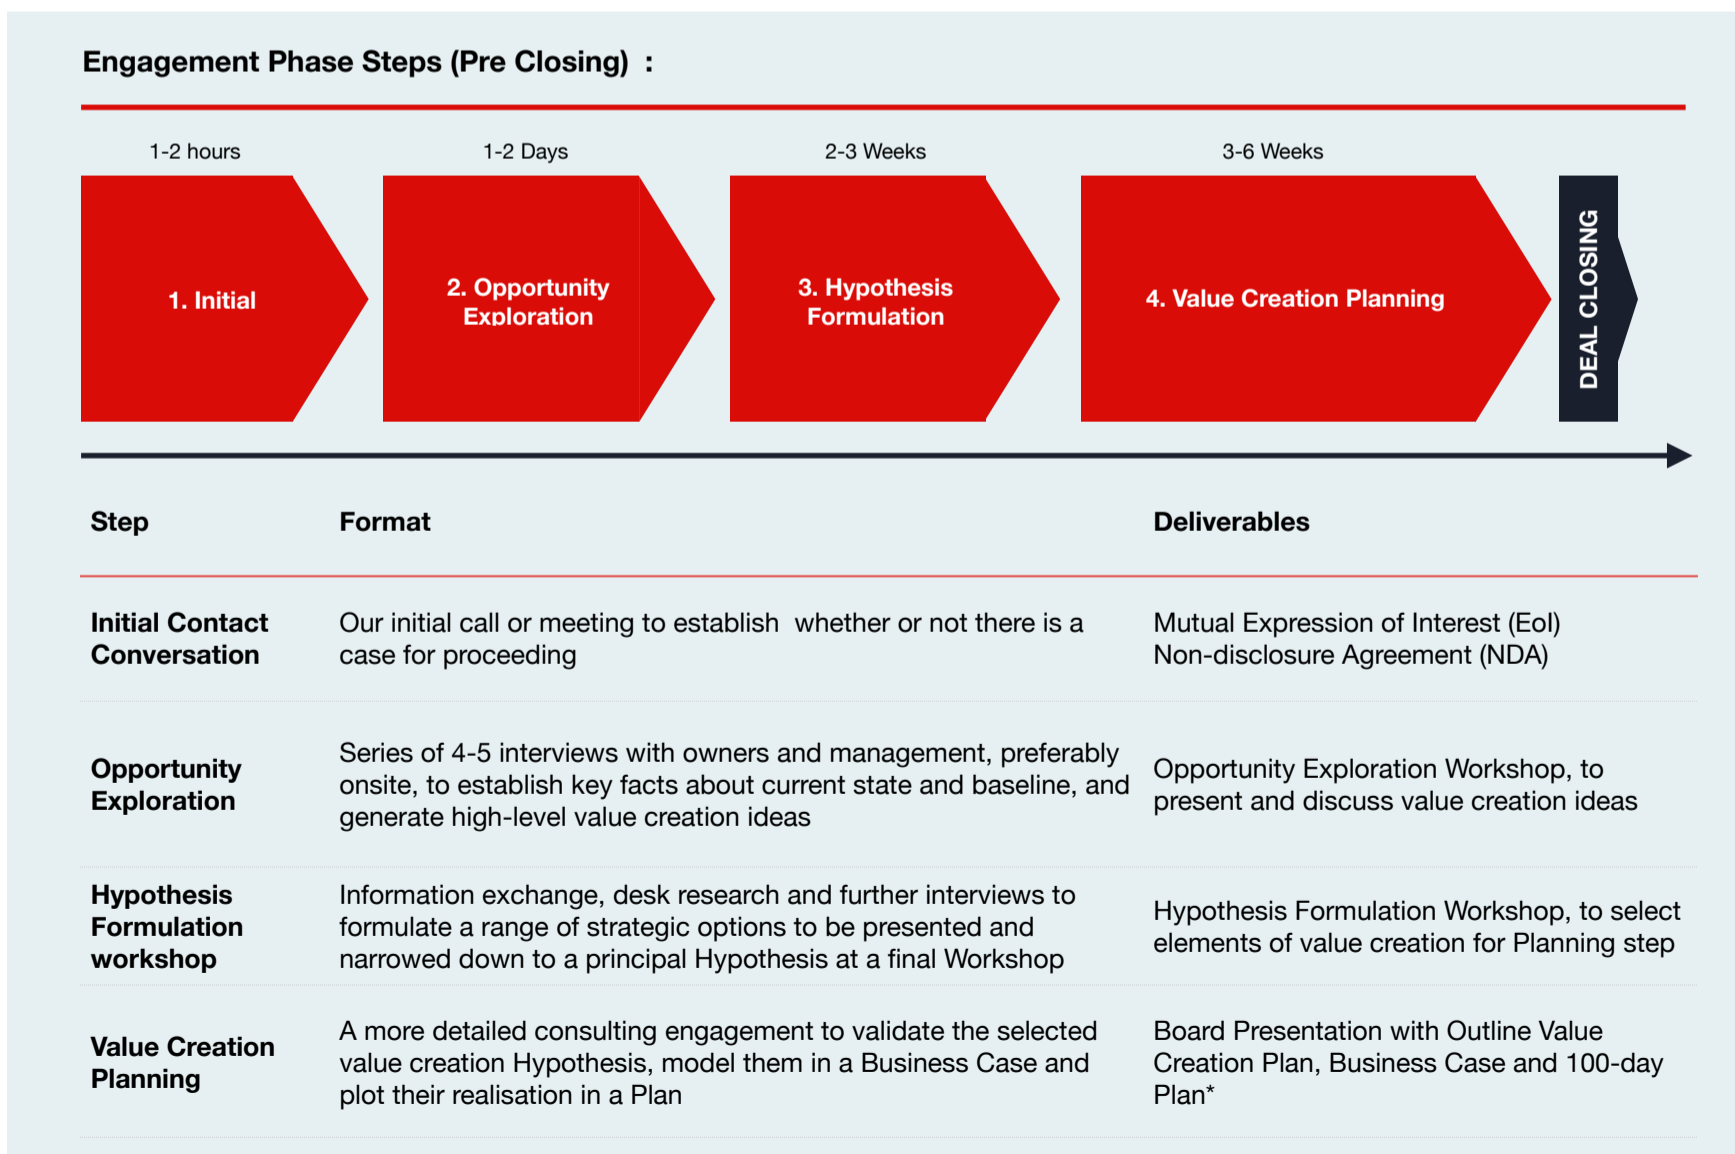 Engagement Phase Steps (Pre Closing) :
1-2 hours
1-2 Days
2-3 Weeks
3-6 Weeks
1. Initial
2. Opportunity
Exploration
3. Hypothesis
Formulation
4. Value Creation Planning
DEAL CLOSING
Step
Format
Deliverables
Initial Contact
Conversation
Our initial call or meeting to establish whether or not there is a
case for proceeding
Mutual Expression of Interest (EoI)
Non-disclosure Agreement (NDA)
Opportunity
Exploration
Series of 4-5 interviews with owners and management, preferably
onsite, to establish key facts about current state and baseline, and
generate high-level value creation ideas
Opportunity Exploration Workshop, to
present and discuss value creation ideas
Hypothesis
Formulation
workshop
Information exchange, desk research and further interviews to
formulate a range of strategic options to be presented and
narrowed down to a principal Hypothesis at a final Workshop
Hypothesis Formulation Workshop, to select
elements of value creation for Planning step
Value Creation
Planning
A more detailed consulting engagement to validate the selected
value creation Hypothesis, model them in a Business Case and
plot their realisation in a Plan
Board Presentation with Outline Value
Creation Plan, Business Case and 100-day
Plan*